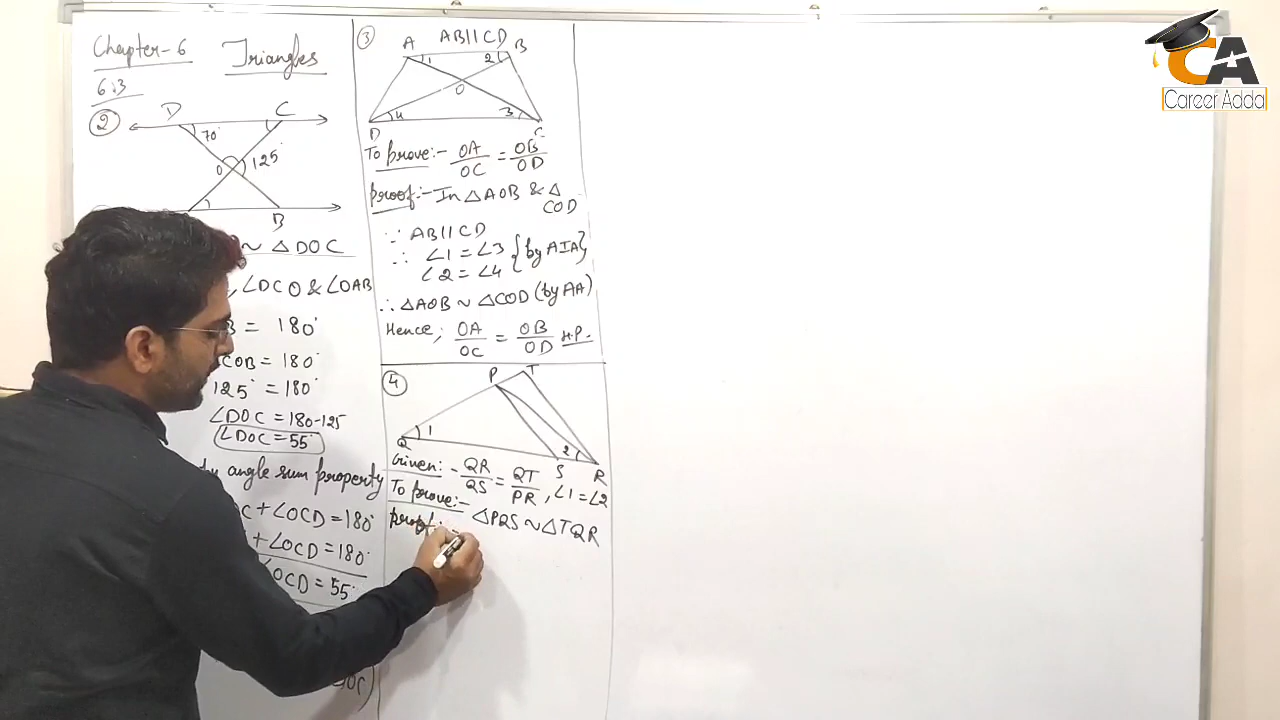 Chapter-6 Triangles
6.3
2
D C
70°
O 125°
B
~ △DOC
, ∠DCO & ∠OAB
B = 180°
COB = 180°
125° = 180°
∠DOC = 180-125
∠DOC = 55°
angle sum property
C + ∠OCD = 180°
+ ∠OCD = 180°
∠OCD = 55°
3
AB||CD
A B
1 2
O
4 3
D C
To prove:- OA/OC = OB/OD
proof:- In △AOB & △COD
∵ AB||CD
∴ ∠1 = ∠3 {by AIA}
∠2 = ∠4
∴ △AOB ~ △COD (by AA)
Hence, OA/OC = OB/OD H.P.
4
P T
1 2
Q S R
Given:- QR/QS = QT/PR, ∠1 = ∠2
To prove:- △PQS ~ △TQR
proof:-
CA
Career Adda